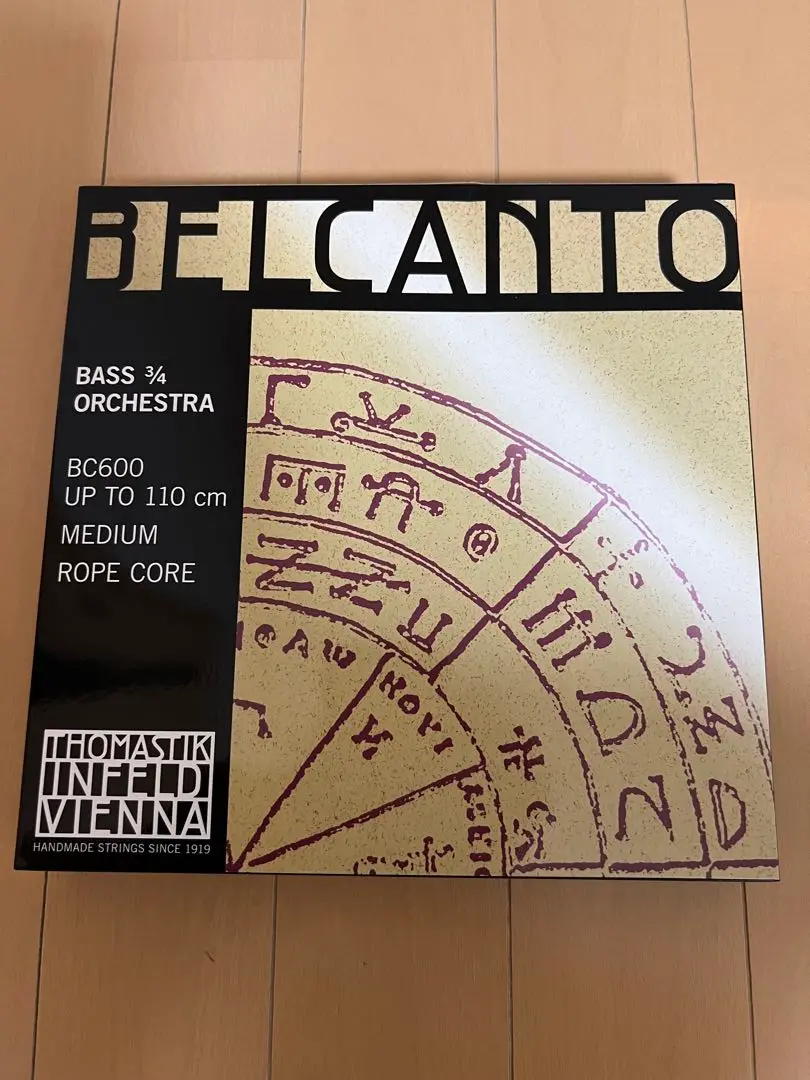 BELCANTO
BASS ¾
ORCHESTRA
BC600
UP TO 110 cm
MEDIUM
ROPE CORE
THOMASTIK
INFELD
VIENNA
HANDMADE STRINGS SINCE 1919